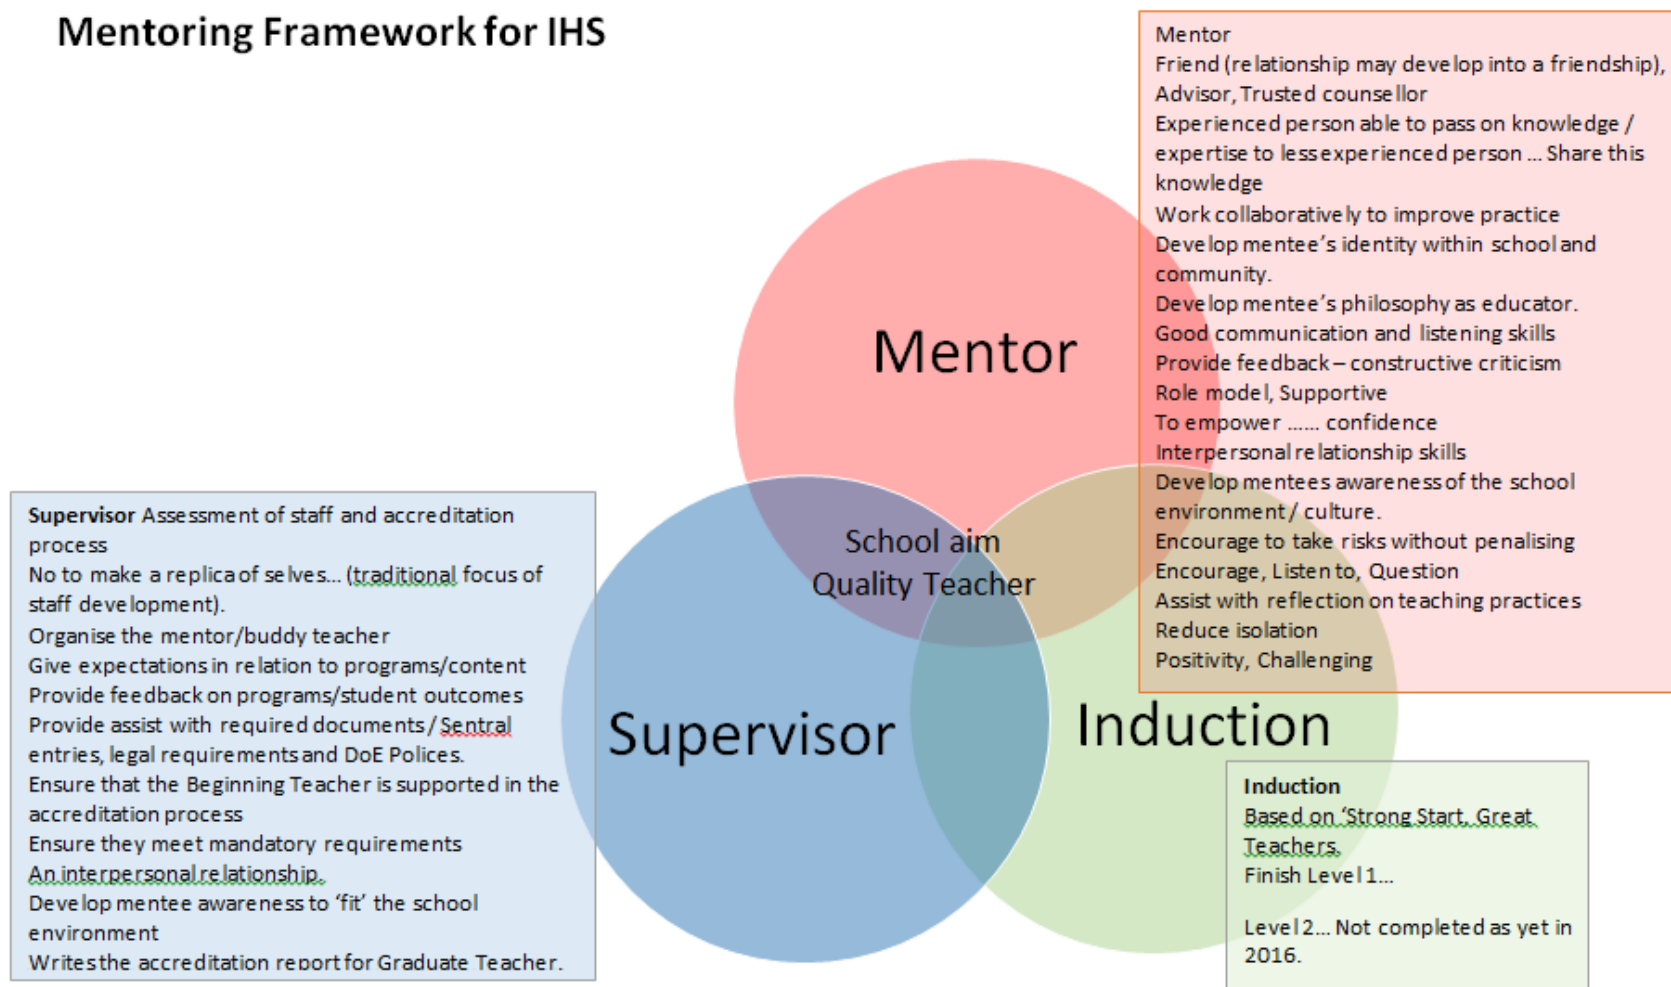 Mentoring Framework for IHS
Mentor
Friend (relationship may develop into a friendship),
Advisor, Trusted counsellor
Experienced person able to pass on knowledge /
expertise to less experienced person ... Share this
knowledge
Work collaboratively to improve practice
Develop mentee’s identity within school and
community.
Develop mentee’s philosophy as educator.
Good communication and listening skills
Provide feedback – constructive criticism
Role model, Supportive
To empower ...... confidence
Interpersonal relationship skills
Develop mentees awareness of the school
environment / culture.
Encourage to take risks without penalising
Encourage, Listen to, Question
Assist with reflection on teaching practices
Reduce isolation
Positivity, Challenging
Mentor
School aim
Quality Teacher
Supervisor
Induction
Supervisor Assessment of staff and accreditation
process
No to make a replica of selves... (traditional focus of
staff development).
Organise the mentor/buddy teacher
Give expectations in relation to programs/content
Provide feedback on programs/student outcomes
Provide assist with required documents / Sentral
entries, legal requirements and DoE Polices.
Ensure that the Beginning Teacher is supported in the
accreditation process
Ensure they meet mandatory requirements
An interpersonal relationship.
Develop mentee awareness to ‘fit’ the school
environment
Writes the accreditation report for Graduate Teacher.
Induction
Based on ‘Strong Start, Great
Teachers.
Finish Level 1...
Level 2... Not completed as yet in
2016.